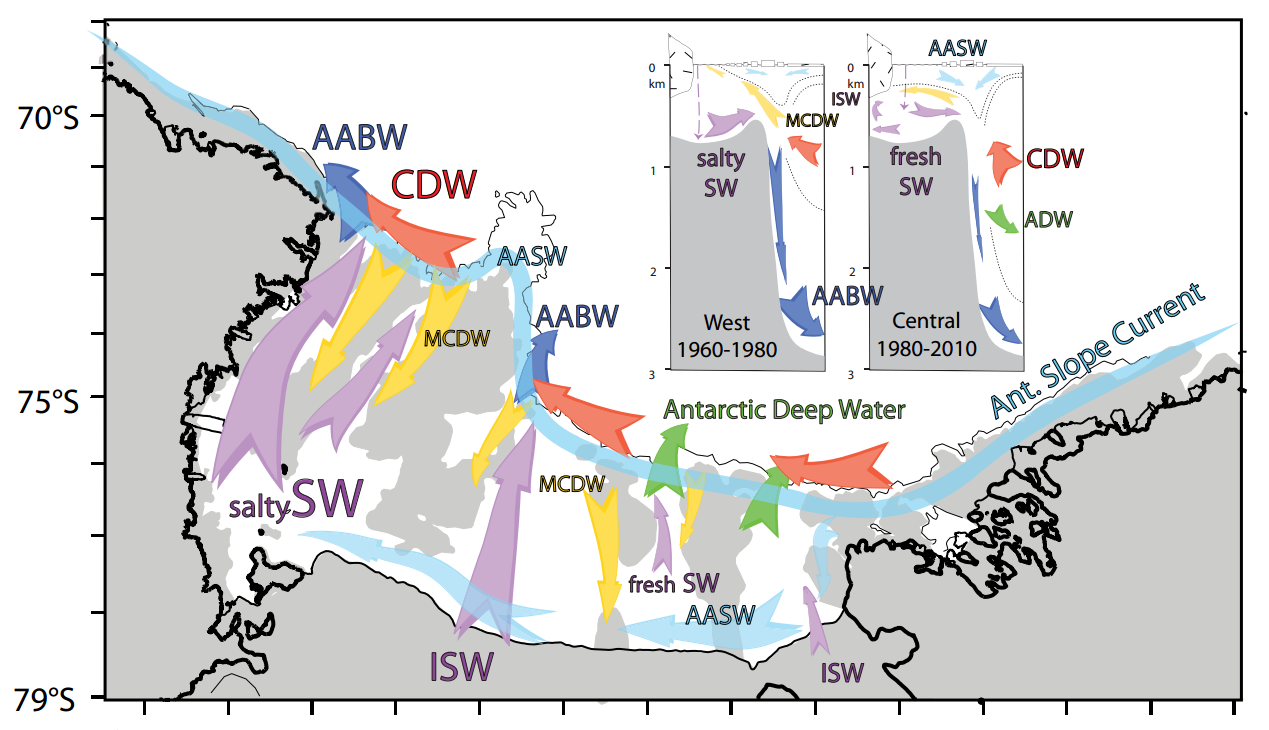 70°S
75°S
79°S
AABW
CDW
AASW
MCDW
AABW
Antarctic Deep Water
Ant. Slope Current
salty SW
MCDW
fresh SW
AASW
ISW
ISW
0
km
1
2
3
MCDW
salty
SW
AABW
West
1960-1980
AASW
0
km
1
2
3
ISW
fresh
SW
CDW
ADW
Central
1980-2010